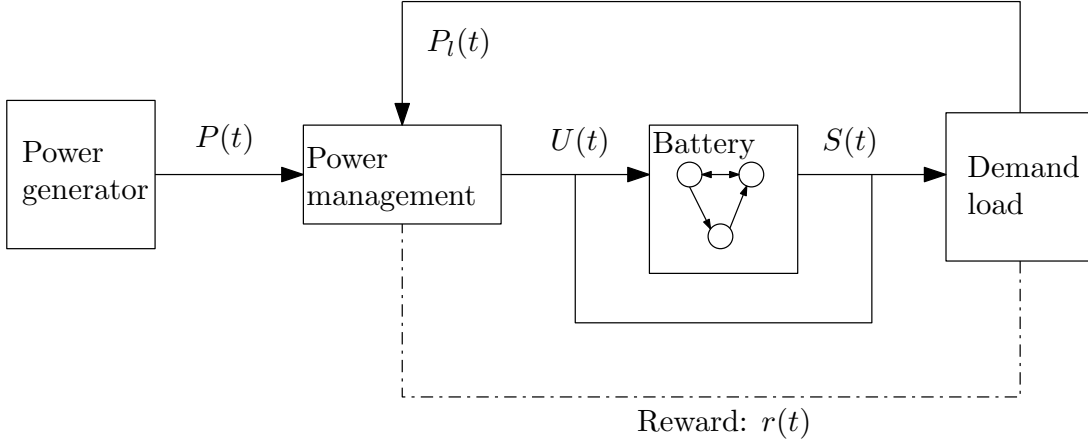 P_l(t)
Power
generator
P(t)
Power
management
U(t)
Battery
S(t)
Demand
load
Reward: r(t)